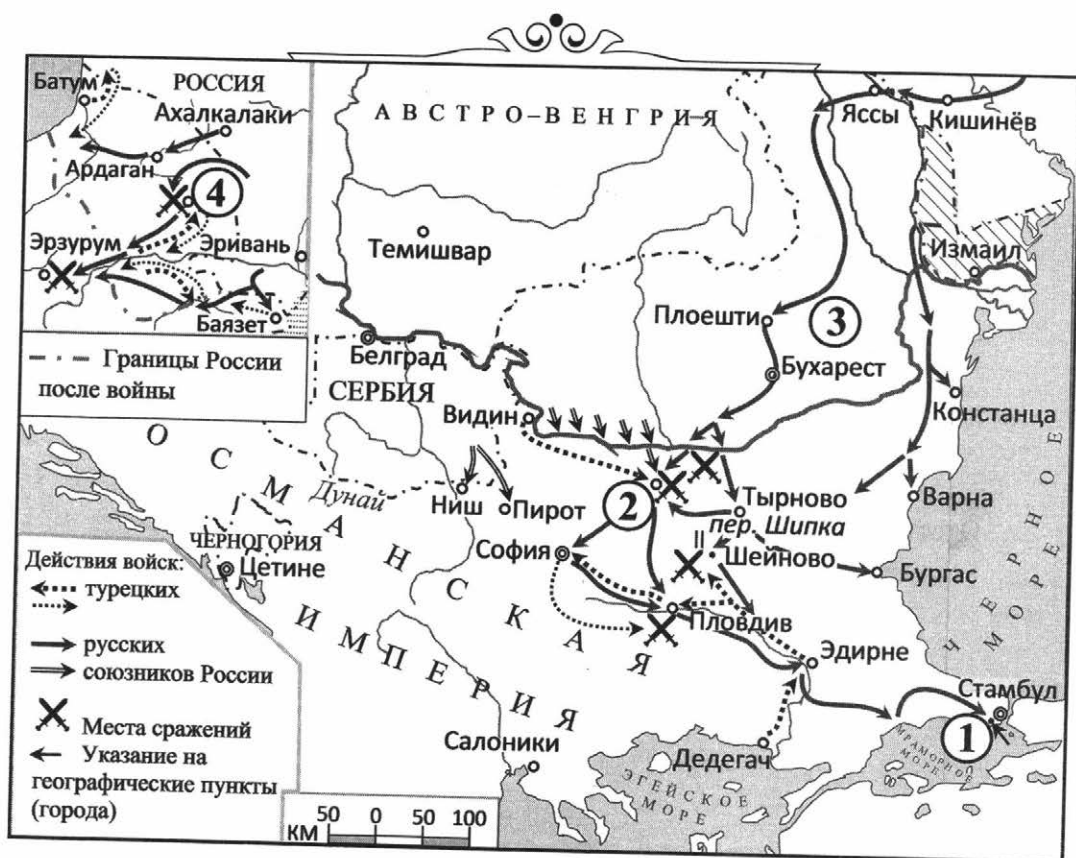 Батум
РОССИЯ
Ахалкалаки
Ардаган
4
Эрзурум
Эривань
Баязет
Границы России
после войны
АВСТРО–ВЕНГРИЯ
Яссы
Кишинёв
Измаил
Темишвар
Плоешти
3
Бухарест
Белград
СЕРБИЯ
Видин
Констанца
ОСМАНСКАЯ
ИМПЕРИЯ
Дунай
Ниш
Пирот
2
Тырново
Варна
пер. Шипка
ЧЕРНОГОРИЯ
Цетине
София
Шейново
Бургас
ЧЕРНОЕ
МОРЕ
Пловдив
Эдирне
Стамбул
1
МРАМОРНОЕ
МОРЕ
Салоники
Дедегач
ЭГЕЙСКОЕ
МОРЕ
Действия войск:
турецких
русских
союзников России
Места сражений
Указание на
географические пункты
(города)
КМ
50 0 50 100